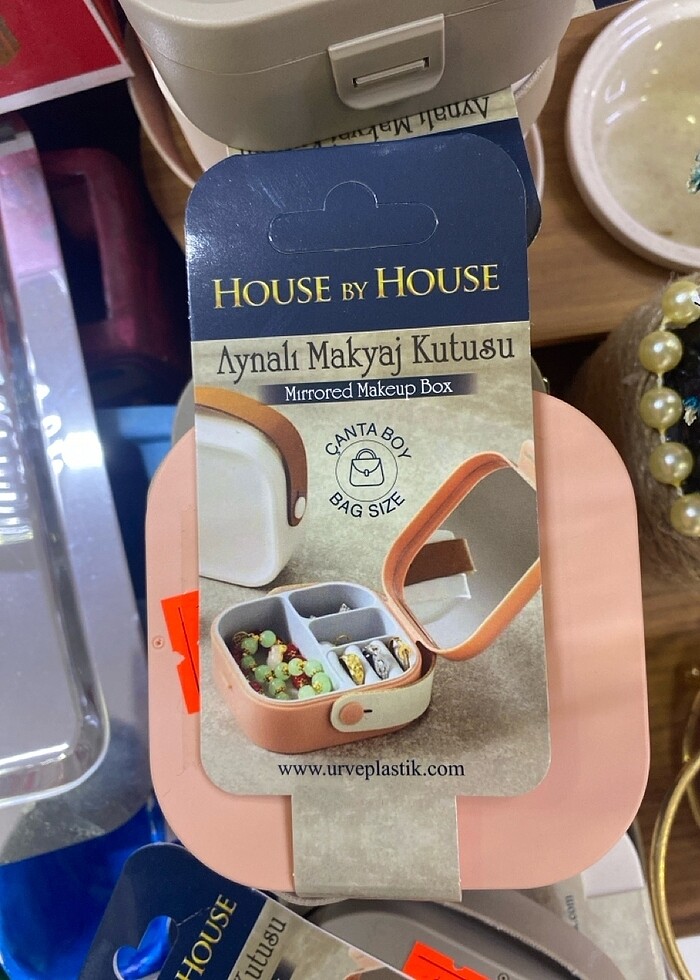 Aynalı Makyaj
HOUSE BY HOUSE
Aynalı Makyaj Kutusu
Mirrored Makeup Box
ÇANTA BOY
BAG SIZE
www.urveplastik.com
HOUSE
Kutusu
.com